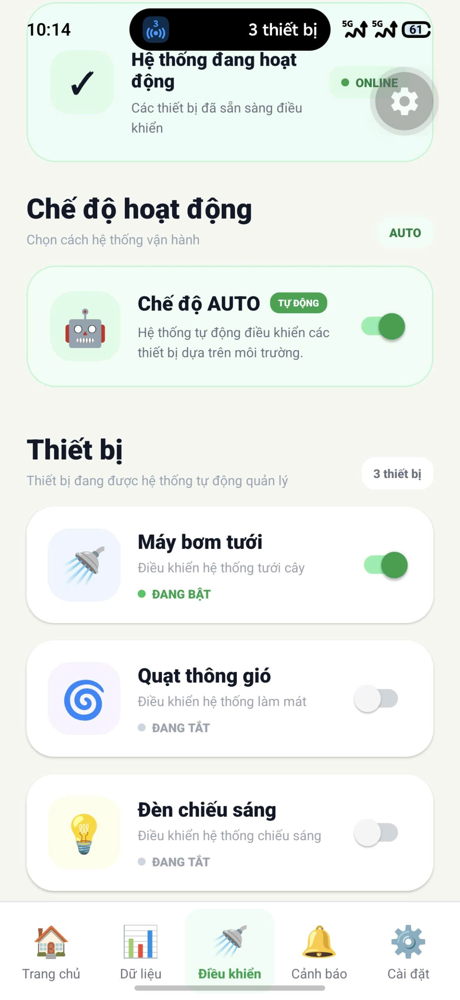 10:14
3
3 thiết bị
5G
5G
61
Hệ thống đang hoạt
động
ONLINE
Các thiết bị đã sẵn sàng điều
khiển
Chế độ hoạt động
Chọn cách hệ thống vận hành
AUTO
Chế độ AUTO
TỰ ĐỘNG
Hệ thống tự động điều khiển các
thiết bị dựa trên môi trường.
Thiết bị
Thiết bị đang được hệ thống tự động quản lý
3 thiết bị
Máy bơm tưới
Điều khiển hệ thống tưới cây
ĐANG BẬT
Quạt thông gió
Điều khiển hệ thống làm mát
ĐANG TẮT
Đèn chiếu sáng
Điều khiển hệ thống chiếu sáng
ĐANG TẮT
Trang chủ
Dữ liệu
Điều khiển
Cảnh báo
Cài đặt